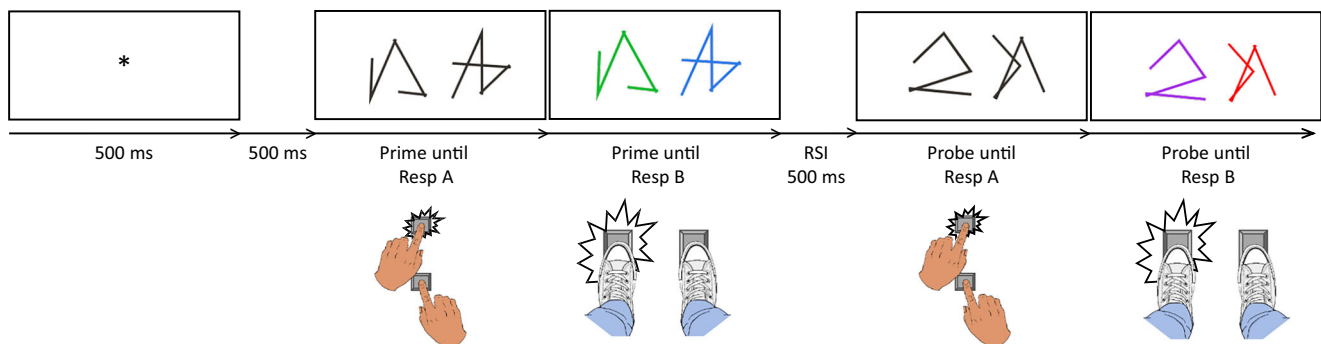 *
500 ms
500 ms
Prime until
Resp A
Prime until
Resp B
RSI
500 ms
Probe until
Resp A
Probe until
Resp B